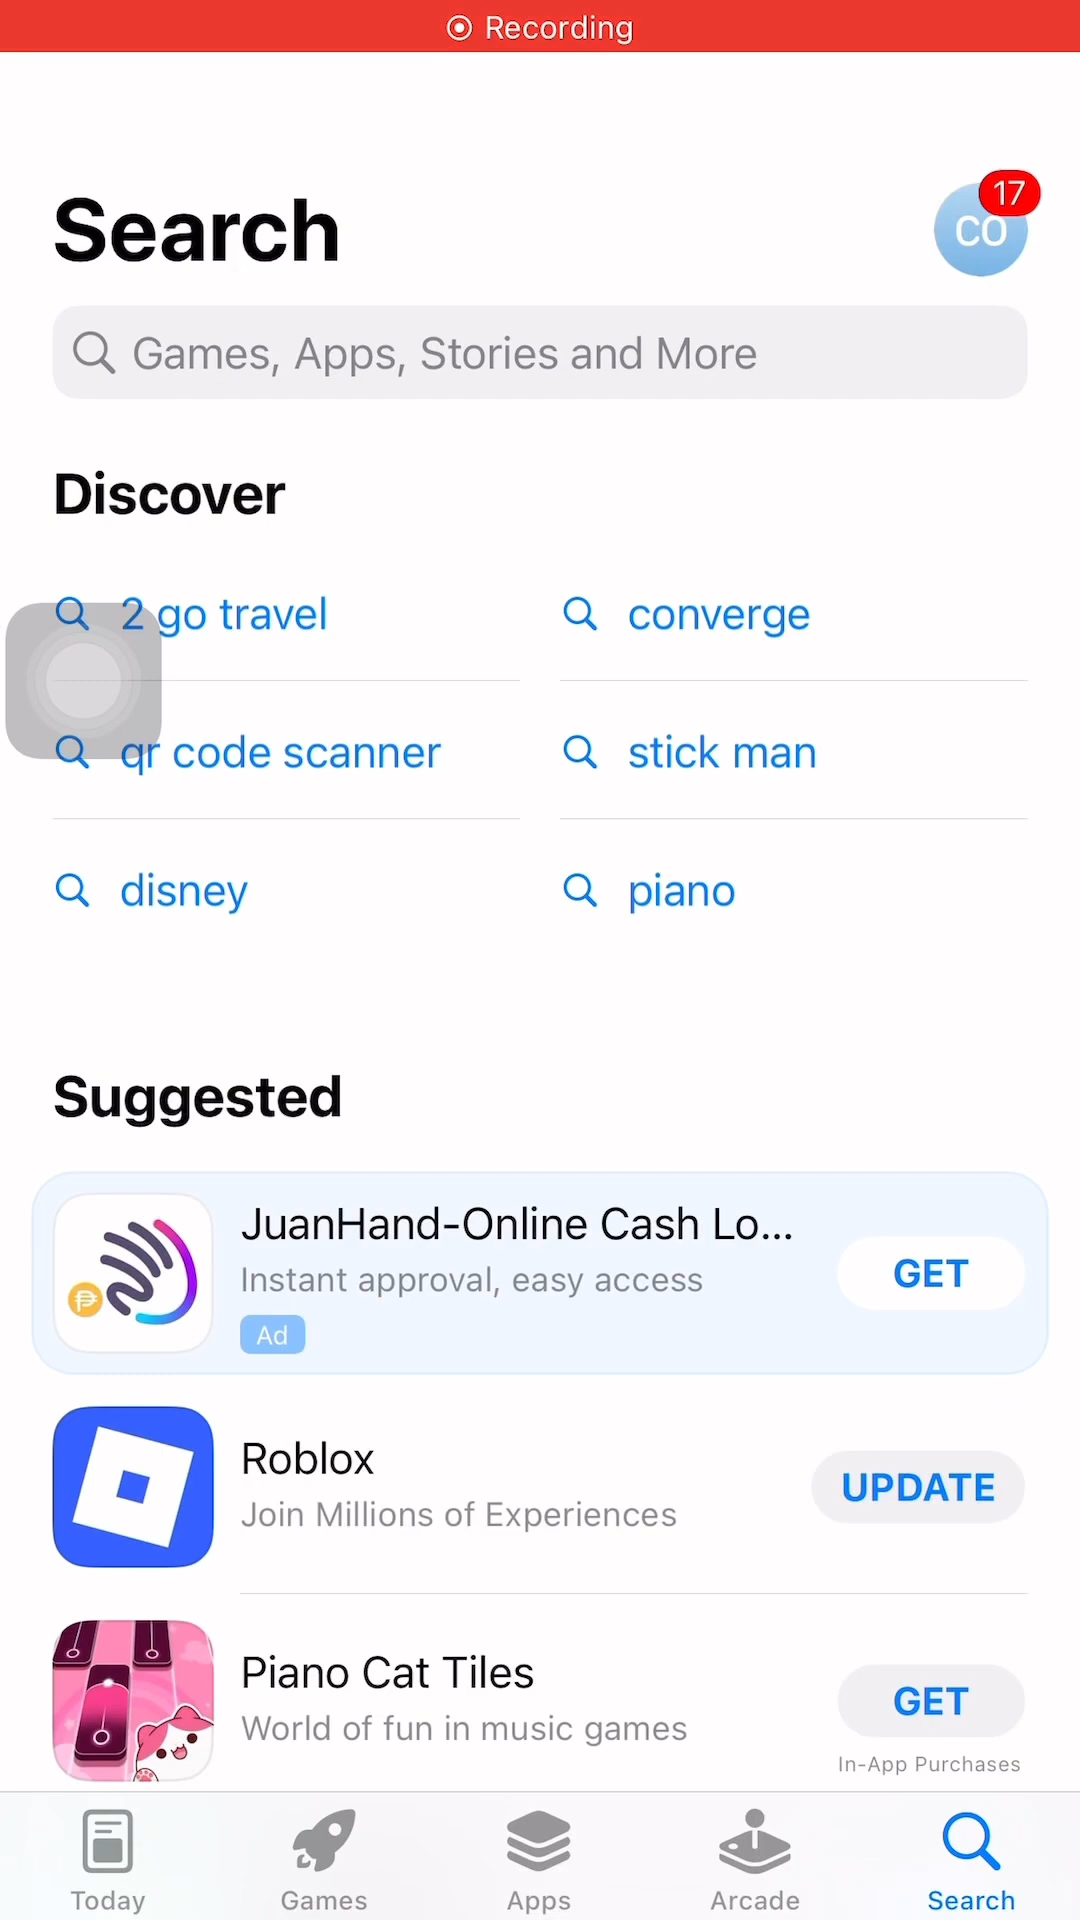 Recording
Search
17
CO
Games, Apps, Stories and More
Discover
2 go travel
converge
qr code scanner
stick man
disney
piano
Suggested
JuanHand-Online Cash Lo...
Instant approval, easy access
Ad
GET
Roblox
Join Millions of Experiences
UPDATE
Piano Cat Tiles
World of fun in music games
GET
In-App Purchases
Today
Games
Apps
Arcade
Search